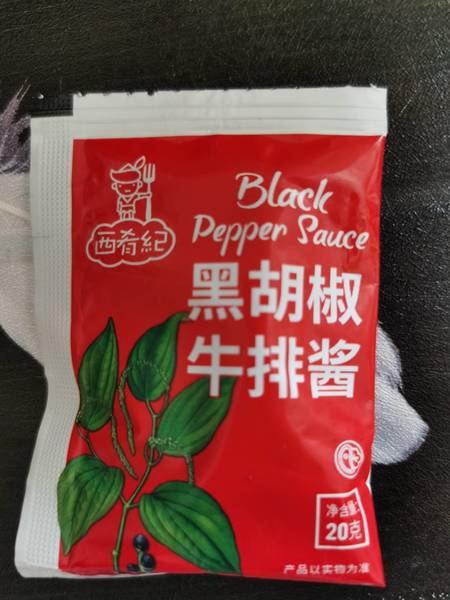 西肴紀
Black
Pepper Sauce
黑胡椒
牛排酱
净含量:
20克
产品以实物为准